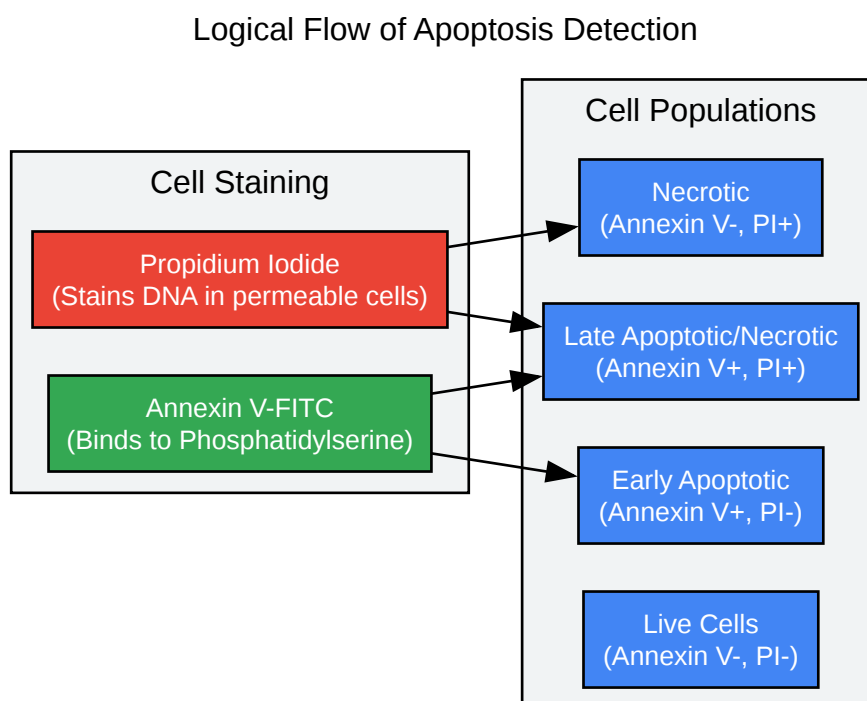 Logical Flow of Apoptosis Detection
Cell Staining
Propidium Iodide
(Stains DNA in permeable cells)
Annexin V-FITC
(Binds to Phosphatidylserine)
Cell Populations
Necrotic
(Annexin V-, PI+)
Late Apoptotic/Necrotic
(Annexin V+, PI+)
Early Apoptotic
(Annexin V+, PI-)
Live Cells
(Annexin V-, PI-)